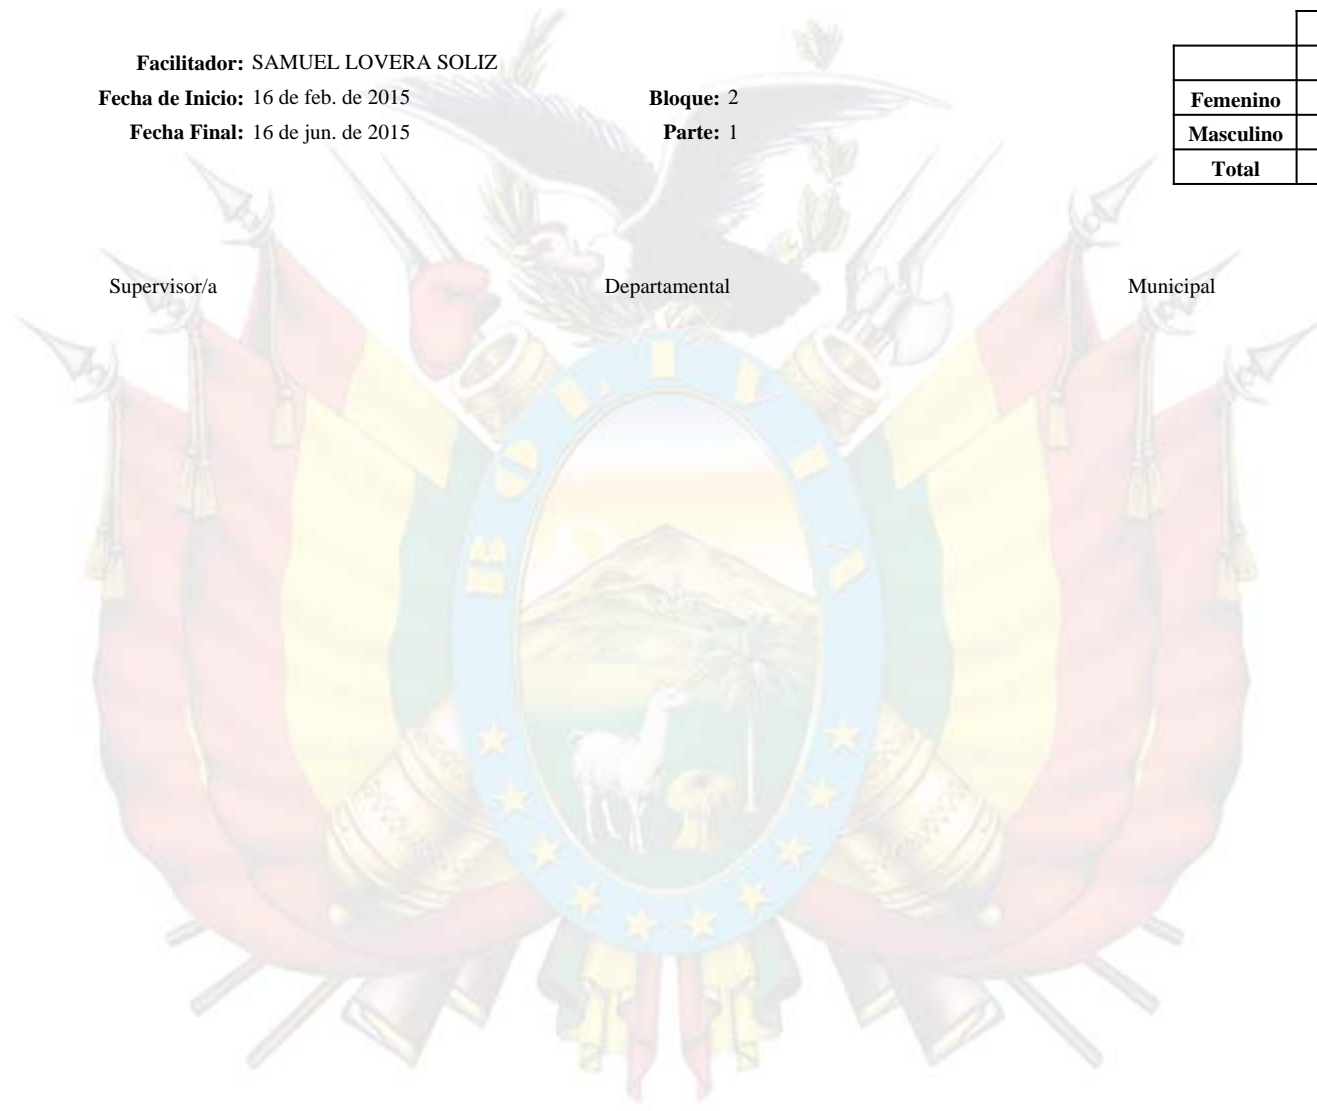 Facilitador: SAMUEL LOVERA SOLIZ
Fecha de Inicio: 16 de feb. de 2015 Bloque: 2
Fecha Final: 16 de jun. de 2015 Parte: 1
Femenino
Masculino
Total
Supervisor/a Departamental Municipal
BOLIVIA